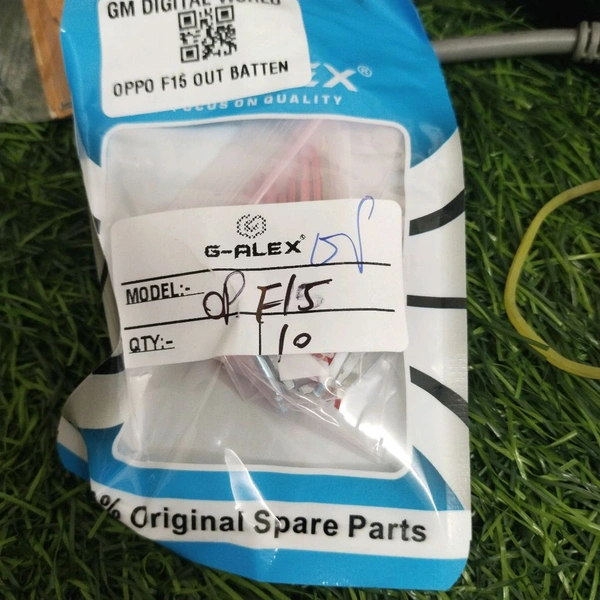 GM DIGITAL WORLD
OPPO F15 OUT BATTEN
EX®
FOCUS ON QUALITY
G-ALEX®
MODEL:- OP F15
QTY:- 10
% Original Spare Parts